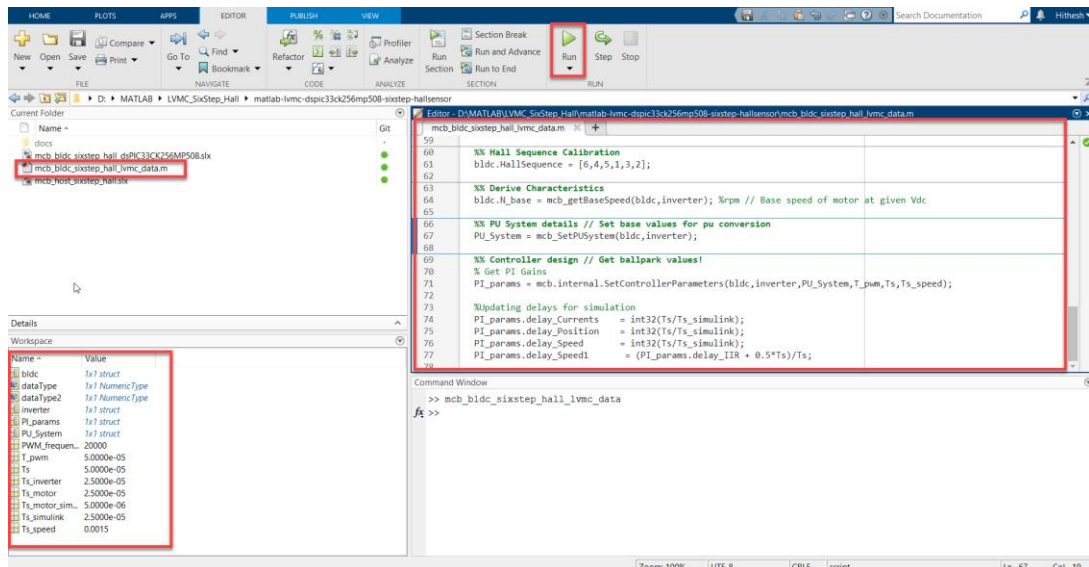 HOME PLOTS APPS EDITOR PUBLISH VIEW Search Documentation Hithesh
New Open Save Compare Print Go To Find Bookmark Refactor Profiler Analyze Run Section Section Break Run and Advance Run to End Run Step Stop
FILE NAVIGATE CODE ANALYZE SECTION RUN
D: MATLAB LVMC_SixStep_Hall matlab-lvmc-dspic33ck256mp508-sixstep-hallsensor
Current Folder
Name Git
docs
mcb_bldc_sixstep_hall_dsPIC33CK256MP508.slx
mcb_bldc_sixstep_hall_lvmc_data.m
mcb_host_sixstep_hall.slx
Details
Workspace
Name Value
bldc 1x1 struct
dataType 1x1 NumericType
dataType2 1x1 NumericType
inverter 1x1 struct
PI_params 1x1 struct
PU_System 1x1 struct
PWM_frequen... 20000
T_pwm 5.0000e-05
Ts 5.0000e-05
Ts_inverter 2.5000e-05
Ts_motor 2.5000e-05
Ts_motor_sim... 5.0000e-06
Ts_simulink 2.5000e-05
Ts_speed 0.0015
Editor - D:\MATLAB\LVMC_SixStep_Hall\matlab-lvmc-dspic33ck256mp508-sixstep-hallsensor\mcb_bldc_sixstep_hall_lvmc_data.m
mcb_bldc_sixstep_hall_lvmc_data.m
59
60 %% Hall Sequence Calibration
61 bldc.HallSequence = [6,4,5,1,3,2];
62
63 %% Derive Characteristics
64 bldc.N_base = mcb_getBaseSpeed(bldc,inverter); %rpm // Base speed of motor at given Vdc
65
66 %% PU System details // Set base values for pu conversion
67 PU_System = mcb_SetPUSystem(bldc,inverter);
68
69 %% Controller design // Get ballpark values!
70 % Get PI Gains
71 PI_params = mcb.internal.SetControllerParameters(bldc,inverter,PU_System,T_pwm,Ts,Ts_speed);
72
73 %Updating delays for simulation
74 PI_params.delay_Currents = int32(Ts/Ts_simulink);
75 PI_params.delay_Position = int32(Ts/Ts_simulink);
76 PI_params.delay_Speed = int32(Ts/Ts_simulink);
77 PI_params.delay_Speed1 = (PI_params.delay_IIR + 0.5*Ts)/Ts;
78
Command Window
>> mcb_bldc_sixstep_hall_lvmc_data
fx >>
Zoom: 100% UTF-8 CRLF script Ln 67 Col 19